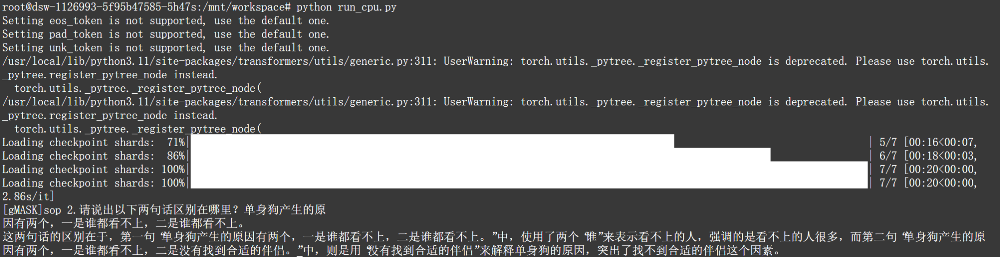 root@dsw-1126993-5f95b47585-5h47s:/mnt/workspace# python run_cpu.py
Setting eos_token is not supported, use the default one.
Setting pad_token is not supported, use the default one.
Setting unk_token is not supported, use the default one.
/usr/local/lib/python3.11/site-packages/transformers/utils/generic.py:311: UserWarning: torch.utils._pytree._register_pytree_node is deprecated. Please use torch.utils.
_pytree.register_pytree_node instead.
  torch.utils._pytree._register_pytree_node(
/usr/local/lib/python3.11/site-packages/transformers/utils/generic.py:311: UserWarning: torch.utils._pytree._register_pytree_node is deprecated. Please use torch.utils.
_pytree.register_pytree_node instead.
  torch.utils._pytree._register_pytree_node(
Loading checkpoint shards:  71%| | 5/7 [00:16<00:07,
Loading checkpoint shards:  86%| | 6/7 [00:18<00:03,
Loading checkpoint shards: 100%| | 7/7 [00:20<00:00,
Loading checkpoint shards: 100%| | 7/7 [00:20<00:00,
2.86s/it]
[gMASK]sop 2.请说出以下两句话区别在哪里？单身狗产生的原
因有两个，一是谁都看不上，二是谁都看不上。
这两句话的区别在于，第一句“单身狗产生的原因有两个，一是谁都看不上，二是谁都看不上。”中，使用了两个“谁”来表示看不上的人，强调的是看不上的人很多，而第二句“单身狗产生的原
因有两个，一是谁都看不上，二是没有找到合适的伴侣。”中，则是用“没有找到合适的伴侣”来解释单身狗的原因，突出了找不到合适的伴侣这个因素。